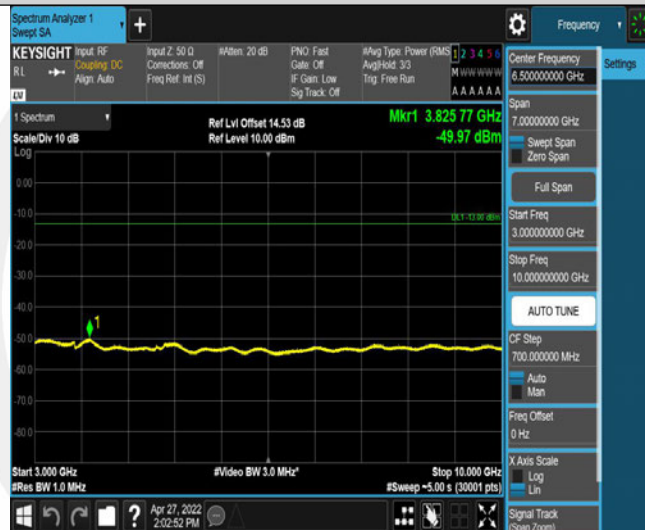 Spectrum Analyzer 1
Swept SA
+
Frequency
KEYSIGHT
RL
Input: RF
Coupling: DC
Align: Auto
Input Z: 50 Ω
Corrections: Off
Freq Ref: Int (S)
#Atten: 20 dB
PNO: Fast
Gate: Off
IF Gain: Low
Sig Track: Off
#Avg Type: Power (RMS
Avg|Hold: 3/3
Trig: Free Run
1 2 3 4 5 6
M W W W W W
A A A A A A
1 Spectrum
Scale/Div 10 dB
Log
Ref Lvl Offset 14.53 dB
Ref Level 10.00 dBm
Mkr1 3.825 77 GHz
-49.97 dBm
0.00
-10.0
DL1 -13.00 dBm
-20.0
-30.0
-40.0
1
-50.0
-60.0
-70.0
-80.0
Start 3.000 GHz
#Res BW 1.0 MHz
#Video BW 3.0 MHz*
Stop 10.000 GHz
#Sweep ~5.00 s (30001 pts)
Apr 27, 2022
2:02:52 PM
?
Center Frequency
6.500000000 GHz
Settings
Span
7.00000000 GHz
Swept Span
Zero Span
Full Span
Start Freq
3.000000000 GHz
Stop Freq
10.000000000 GHz
AUTO TUNE
CF Step
700.000000 MHz
Auto
Man
Freq Offset
0 Hz
X Axis Scale
Log
Lin
Signal Track
(Span Zoom)